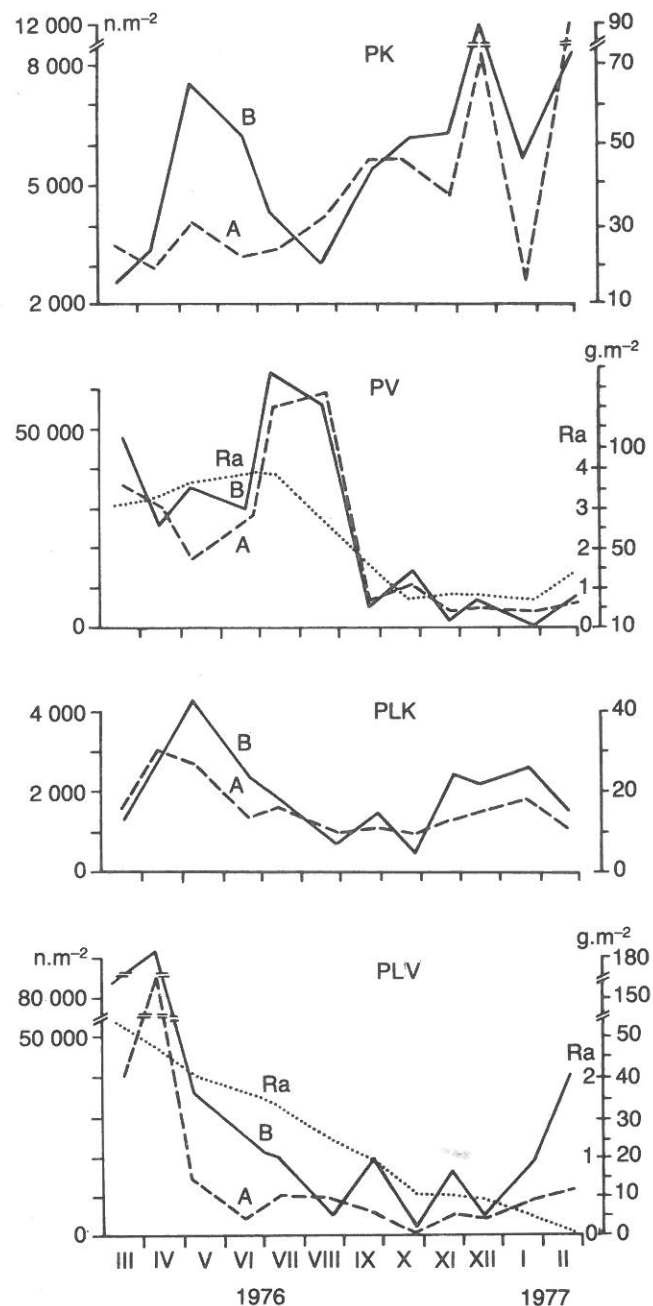 n.m⁻²
12 000
8 000
5 000
2 000
PK
B
A
90
70
50
30
10
PV
50 000
0
Ra
B
A
g.m⁻²
Ra
100
50
10
4
3
2
1
0
PLK
4 000
2 000
0
B
A
40
20
0
PL'V
n.m⁻²
80 000
50 000
0
Ra
B
A
g.m⁻²
180
150
Ra
50
40
30
20
10
0
2
1
0
III IV V VI VII VIII IX X XI XII I II
1976 1977